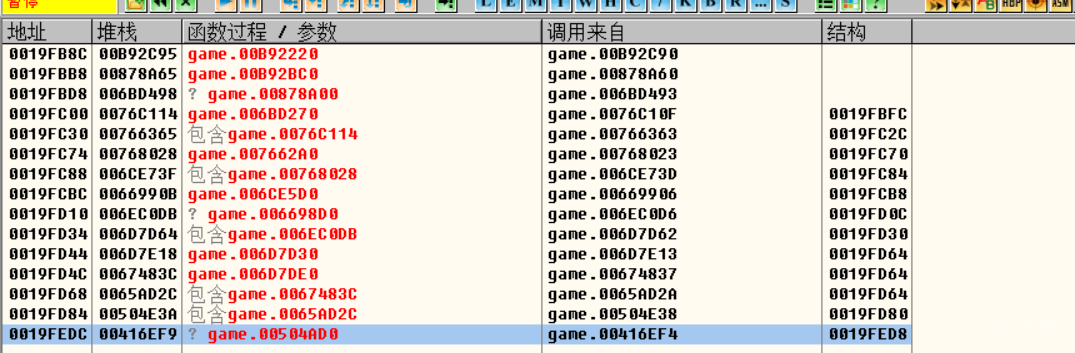 暂停 L E M T W H C / K B R ... S
地址 堆栈 函数过程 / 参数 调用来自 结构
0019FB8C 00B92C95 game.00B92220 game.00B92C90
0019FBB8 00878A65 game.00B92BC0 game.00878A60
0019FBD8 006BD498 ? game.00878A00 game.006BD493
0019FC00 0076C114 game.006BD270 game.0076C10F 0019FBFC
0019FC30 00766365 包含game.0076C114 game.00766363 0019FC2C
0019FC74 00768028 game.007662A0 game.00768023 0019FC70
0019FC88 006CE73F 包含game.00768028 game.006CE73D 0019FC84
0019FCBC 0066990B game.006CE5D0 game.00669906 0019FCB8
0019FD10 006EC0DB ? game.006698D0 game.006EC0D6 0019FD0C
0019FD34 006D7D64 包含game.006EC0DB game.006D7D62 0019FD30
0019FD44 006D7E18 game.006D7D30 game.006D7E13 0019FD64
0019FD4C 0067483C game.006D7DE0 game.00674837 0019FD64
0019FD68 0065AD2C 包含game.0067483C game.0065AD2A 0019FD64
0019FD84 00504E3A 包含game.0065AD2C game.00504E38 0019FD80
0019FEDC 00416EF9 ? game.00504AD0 game.00416EF4 0019FED8